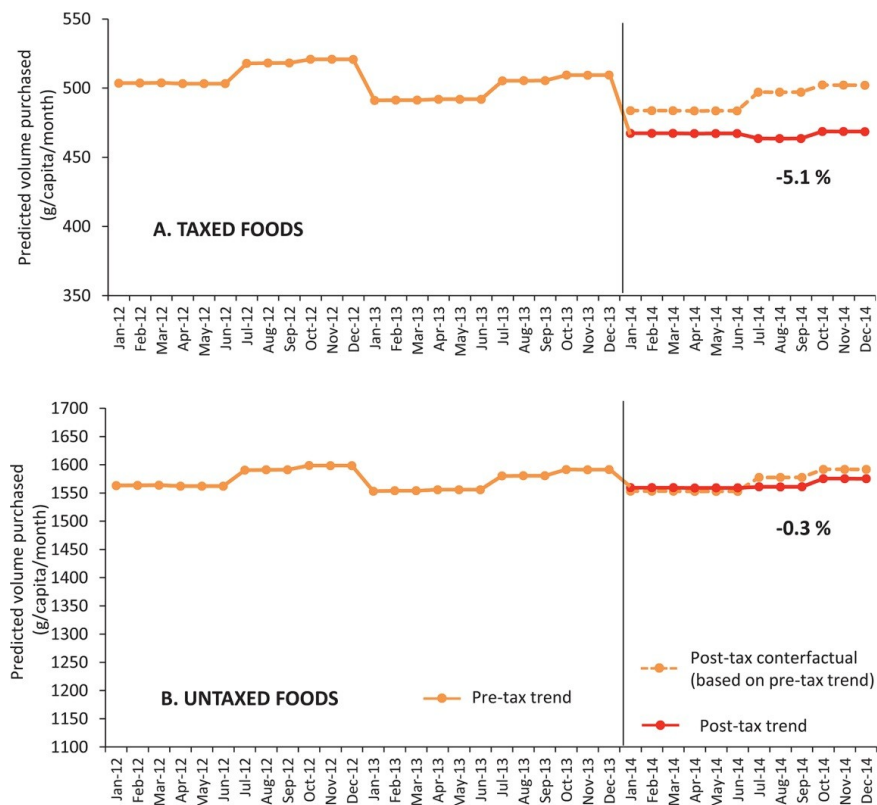 Predicted volume purchased
(g/capita/month)
550
500
450
400
350
A. TAXED FOODS
-5.1 %
Jan-12
Feb-12
Mar-12
Apr-12
May-12
Jun-12
Jul-12
Aug-12
Sep-12
Oct-12
Nov-12
Dec-12
Jan-13
Feb-13
Mar-13
Apr-13
May-13
Jun-13
Jul-13
Aug-13
Sep-13
Oct-13
Nov-13
Dec-13
Jan-14
Feb-14
Mar-14
Apr-14
May-14
Jun-14
Jul-14
Aug-14
Sep-14
Oct-14
Nov-14
Dec-14
Predicted volume purchased
(g/capita/month)
1700
1650
1600
1550
1500
1450
1400
1350
1300
1250
1200
1150
1100
-0.3 %
Post-tax conterfactual
(based on pre-tax trend)
B. UNTAXED FOODS
Pre-tax trend
Post-tax trend
Jan-12
Feb-12
Mar-12
Apr-12
May-12
Jun-12
Jul-12
Aug-12
Sep-12
Oct-12
Nov-12
Dec-12
Jan-13
Feb-13
Mar-13
Apr-13
May-13
Jun-13
Jul-13
Aug-13
Sep-13
Oct-13
Nov-13
Dec-13
Jan-14
Feb-14
Mar-14
Apr-14
May-14
Jun-14
Jul-14
Aug-14
Sep-14
Oct-14
Nov-14
Dec-14